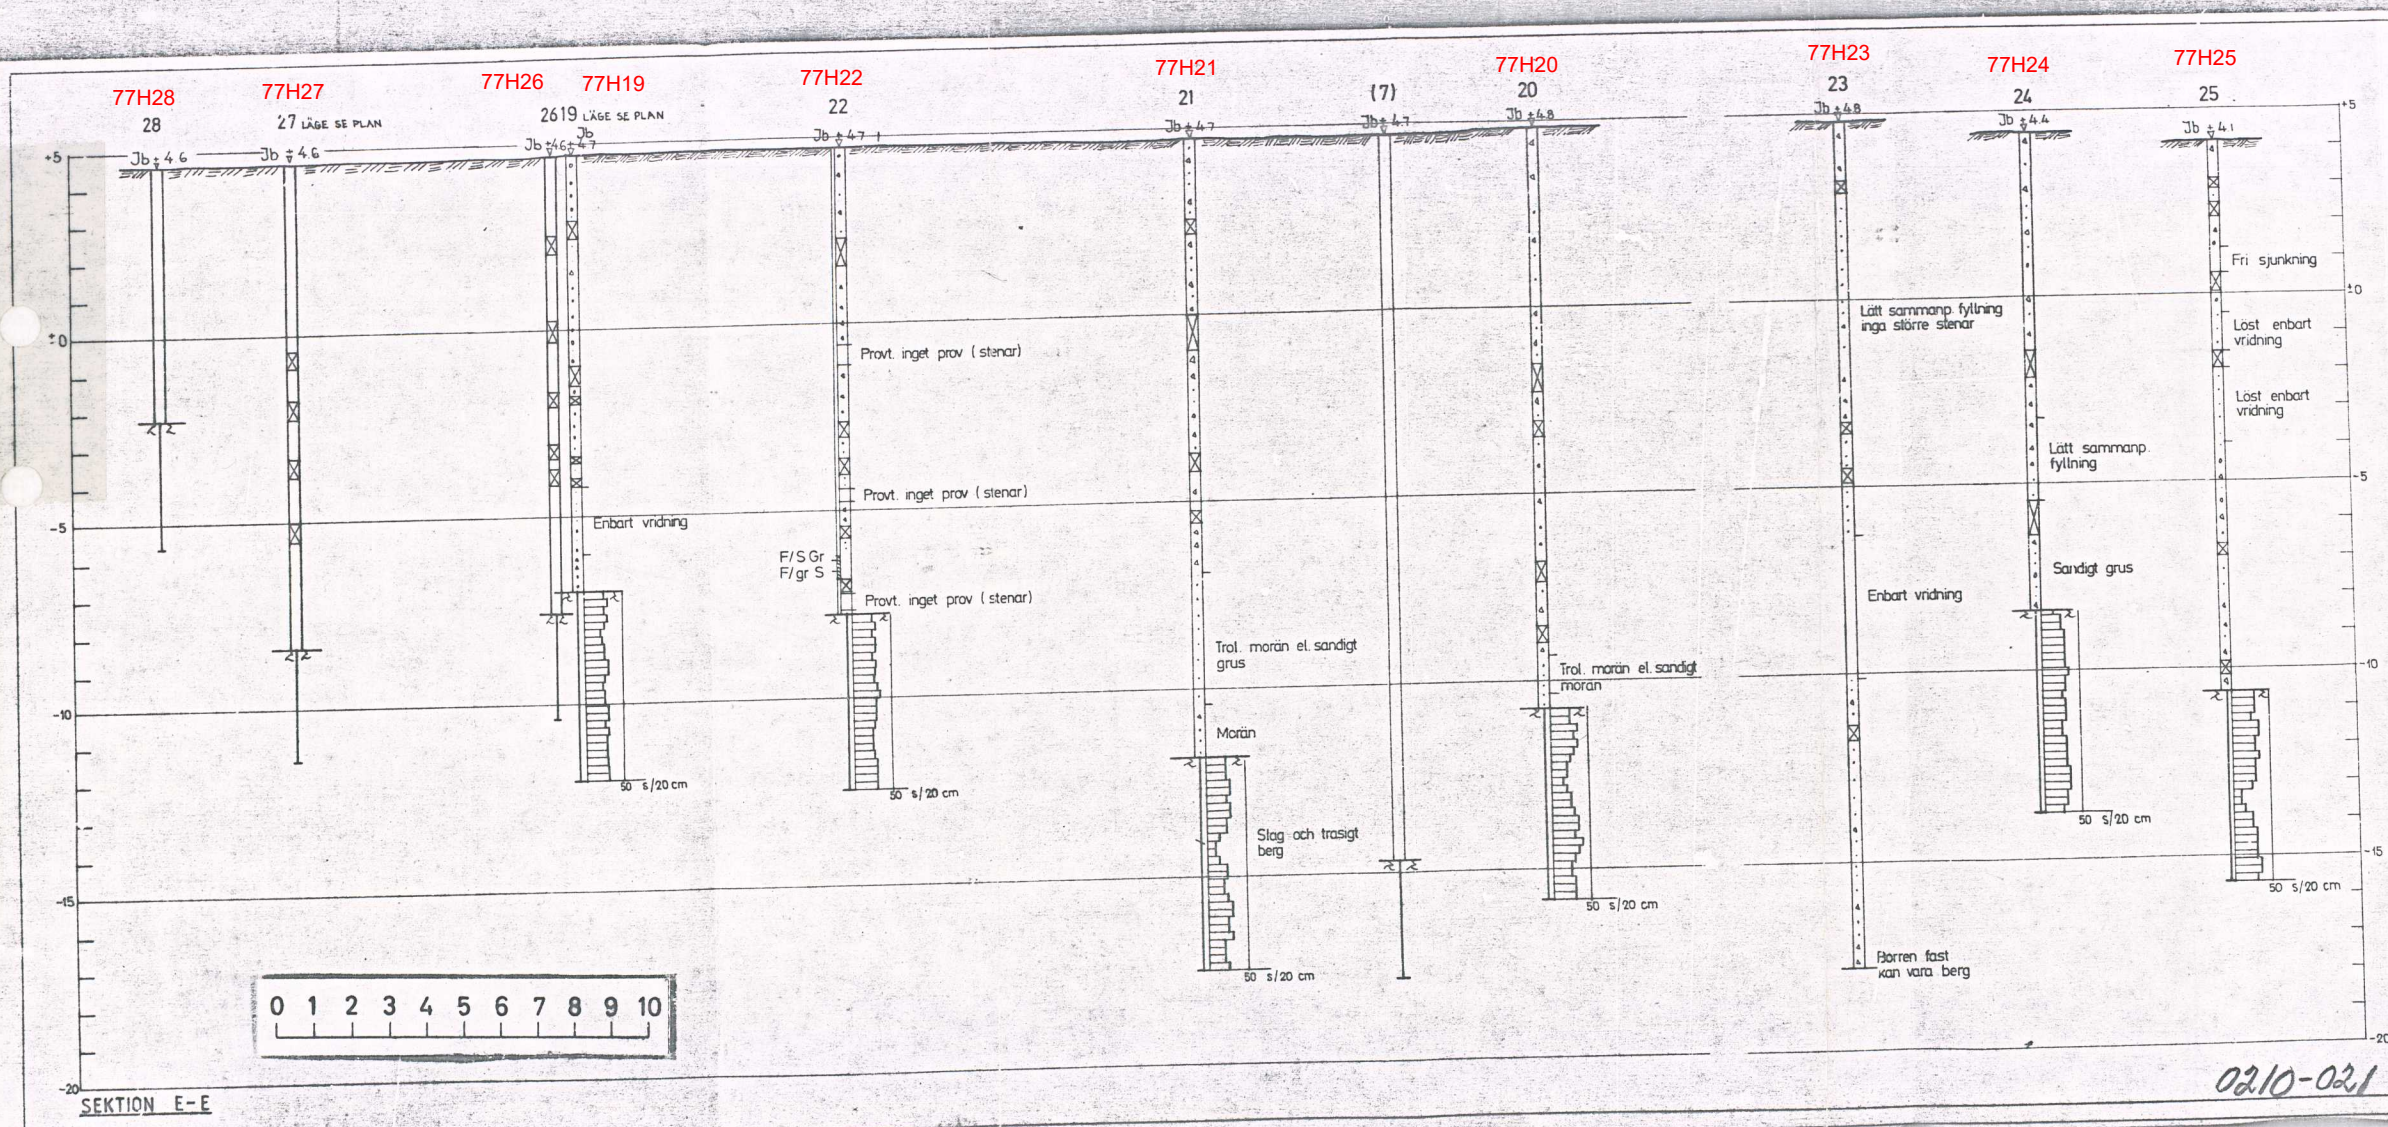 77H28
77H27
77H26
77H19
77H22
77H21
77H20
77H23
77H24
77H25
28
27 LÄGE SE PLAN
2619 LÄGE SE PLAN
22
21
(7)
20
23
24
25
Jb +4.6
Jb +4.6
Jb +4.6
Jb +4.7
Jb +4.7
Jb +4.7
Jb +4.7
Jb +4.8
Jb +4.8
Jb +4.4
Jb +4.1
+5
±0
-5
-10
-15
-20
Enbart vridning
50 s/20 cm
Provt. inget prov (stenar)
Provt. inget prov (stenar)
F/S Gr
F/gr S
Provt. inget prov (stenar)
50 s/20 cm
Trol. morän el. sandigt
grus
Morän
Slag och trasigt
berg
50 s/20 cm
Trol. morän el. sandigt
morän
50 s/20 cm
Lätt sammanp. fyllning
inga större stenar
Enbart vridning
Borren fast
kan vara berg
Lätt sammanp.
fyllning
Sandigt grus
50 s/20 cm
Fri sjunkning
Löst enbart
vridning
Löst enbart
vridning
50 s/20 cm
+5
±0
-5
-10
-15
-20
0 1 2 3 4 5 6 7 8 9 10
SEKTION E-E
0210-021